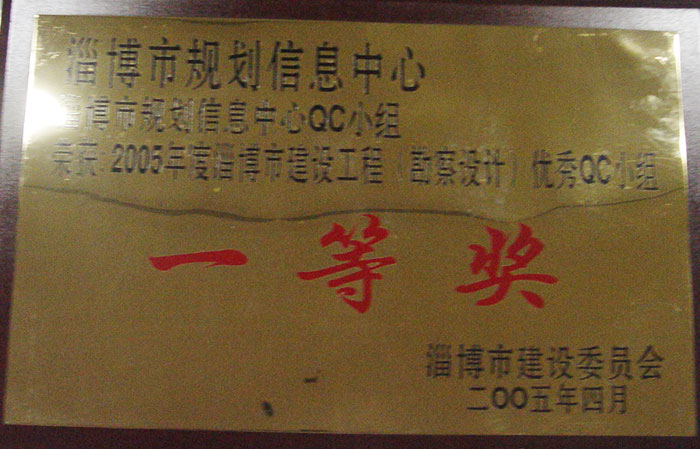 淄博市规划信息中心
淄博市规划信息中心QC小组
荣获:2005年度淄博市建设工程（勘察设计）优秀QC小组
一等奖
淄博市建设委员会
二OO五年四月